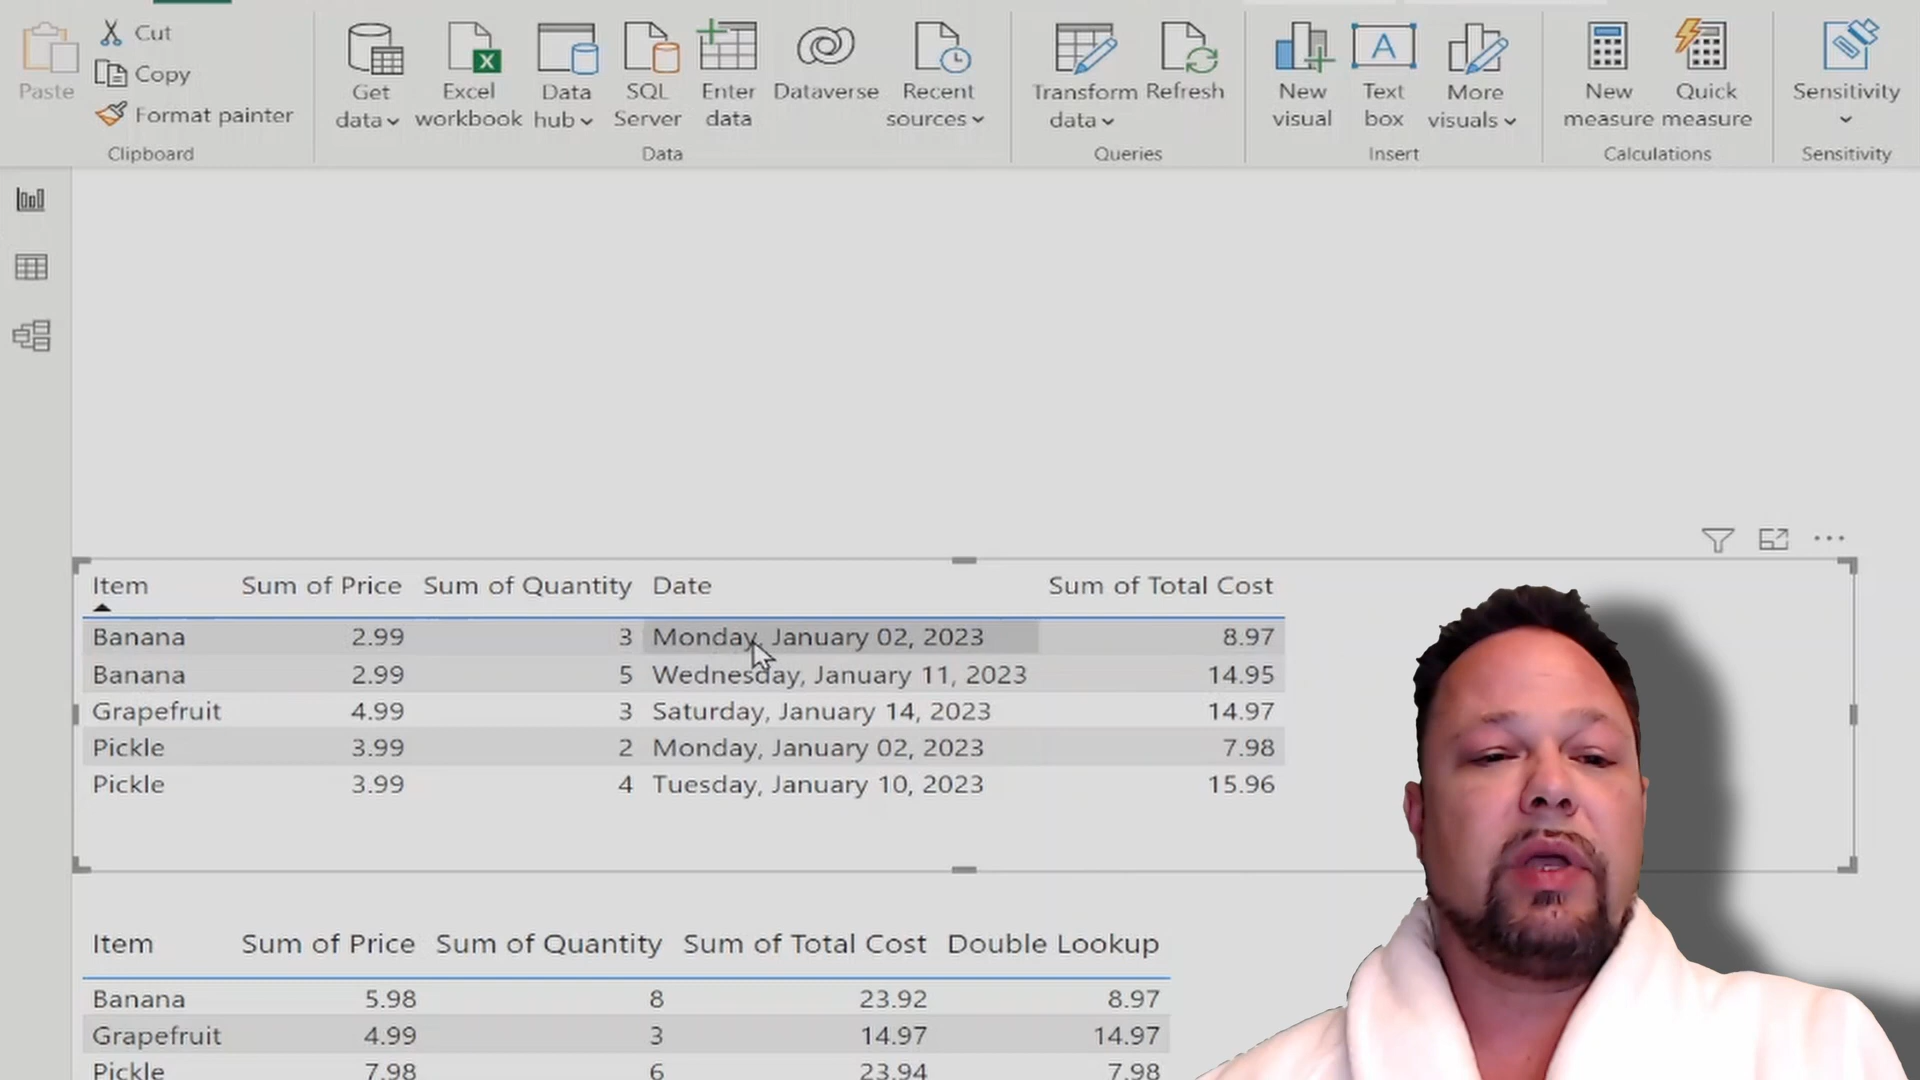 Paste
Cut
Copy
Format painter
Clipboard
Get data
Excel workbook
Data hub
SQL Server
Enter data
Dataverse
Recent sources
Data
Transform data
Refresh
Queries
New visual
Text box
More visuals
Insert
New measure
Quick measure
Calculations
Sensitivity
Sensitivity
Item Sum of Price Sum of Quantity Date Sum of Total Cost
Banana 2.99 3 Monday, January 02, 2023 8.97
Banana 2.99 5 Wednesday, January 11, 2023 14.95
Grapefruit 4.99 3 Saturday, January 14, 2023 14.97
Pickle 3.99 2 Monday, January 02, 2023 7.98
Pickle 3.99 4 Tuesday, January 10, 2023 15.96
Item Sum of Price Sum of Quantity Sum of Total Cost Double Lookup
Banana 5.98 8 23.92 8.97
Grapefruit 4.99 3 14.97 14.97
Pickle 7.98 6 23.94 7.98